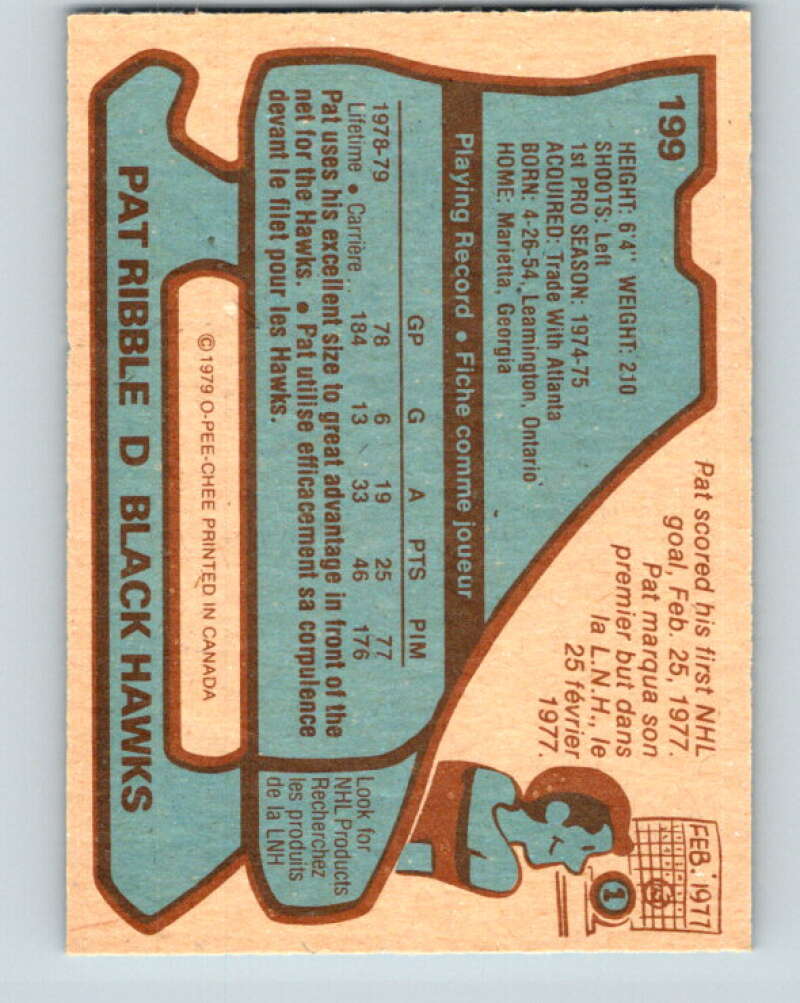 199
HEIGHT: 6'4" WEIGHT: 210
SHOOTS: Left
1st PRO SEASON: 1974-75
ACQUIRED: Trade With Atlanta
BORN: 4-26-54, Leamington, Ontario
HOME: Marietta, Georgia
Pat scored his first NHL
goal, Feb. 25, 1977.
Pat marqua son
premier but dans
la L.N.H., le
25 février
1977.
FEB. 1977
1
Playing Record • Fiche comme joueur
GP G A PTS PIM
1978-79 78 6 19 25 77
Lifetime • Carrière... 184 13 33 46 176
Pat uses his excellent size to great advantage in front of the
net for the Hawks. • Pat utilise efficacement sa corpulence
devant le filet pour les Hawks.
Look for
NHL Products
Recherchez
les produits
de la LNH
© 1979 O-PEE-CHEE PRINTED IN CANADA
PAT RIBBLE D BLACK HAWKS